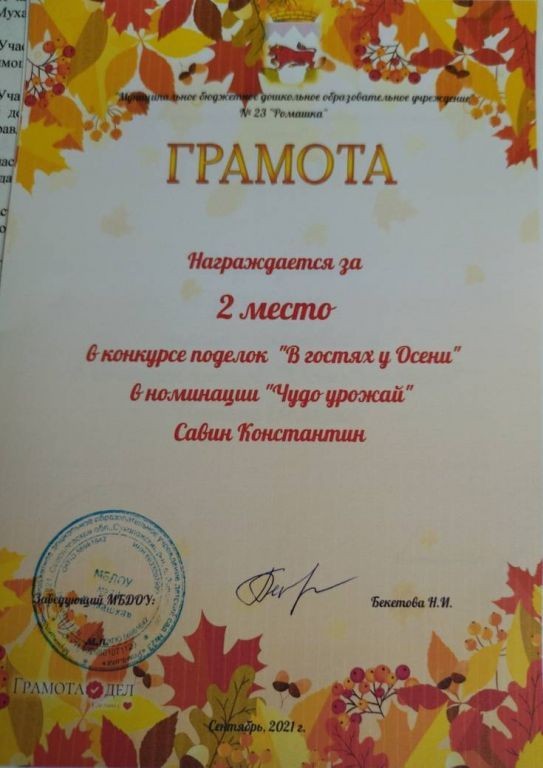 "Муниципальное бюджетное дошкольное образовательное учреждение"
№ 23 "Ромашка"
ГРАМОТА
Награждается за
2 место
в конкурсе поделок "В гостях у Осени"
в номинации "Чудо урожай"
Савин Константин
МБДОУ
Заведующий МБДОУ:
Бекетова Н.И.
М.п.
ГРАМОТА ДЕЛ
Сентябрь, 2021 г.